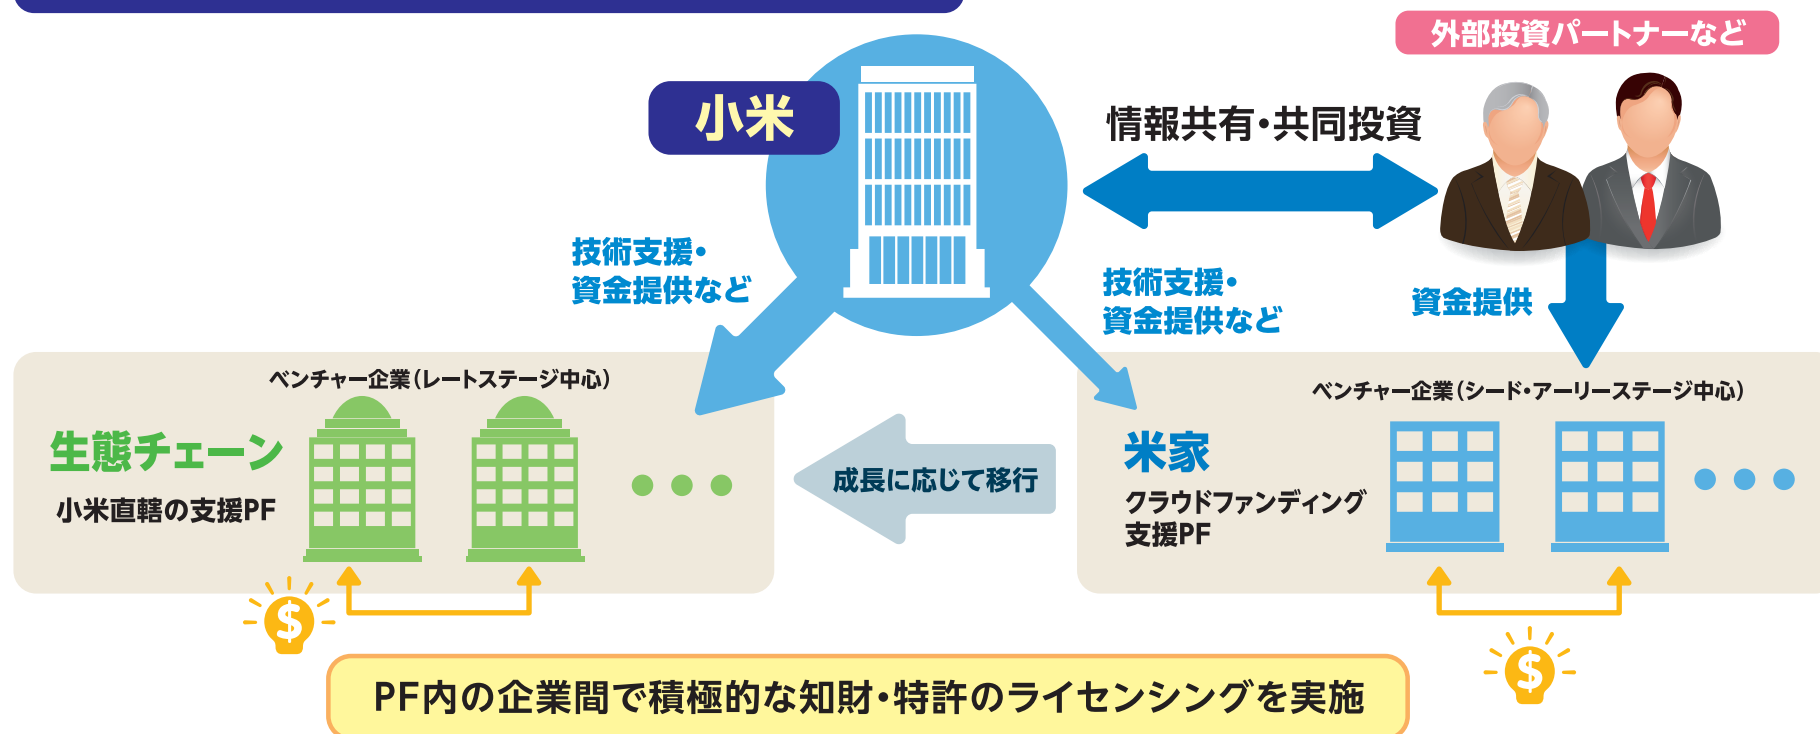 外部投資パートナーなど
小米
情報共有・共同投資
技術支援・
資金提供など
技術支援・
資金提供など
資金提供
ベンチャー企業（レートステージ中心）
ベンチャー企業（シード・アーリーステージ中心）
生態チェーン
小米直轄の支援PF
成長に応じて移行
米家
クラウドファンディング
支援PF
$
$
PF内の企業間で積極的な知財・特許のライセンシングを実施